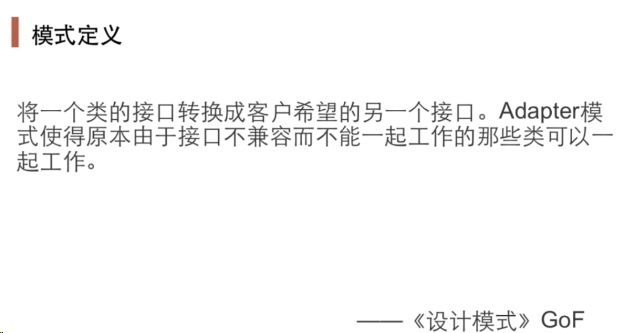 模式定义
将一个类的接口转换成客户希望的另一个接口。Adapter模
式使得原本由于接口不兼容而不能一起工作的那些类可以一
起工作。
——《设计模式》GoF